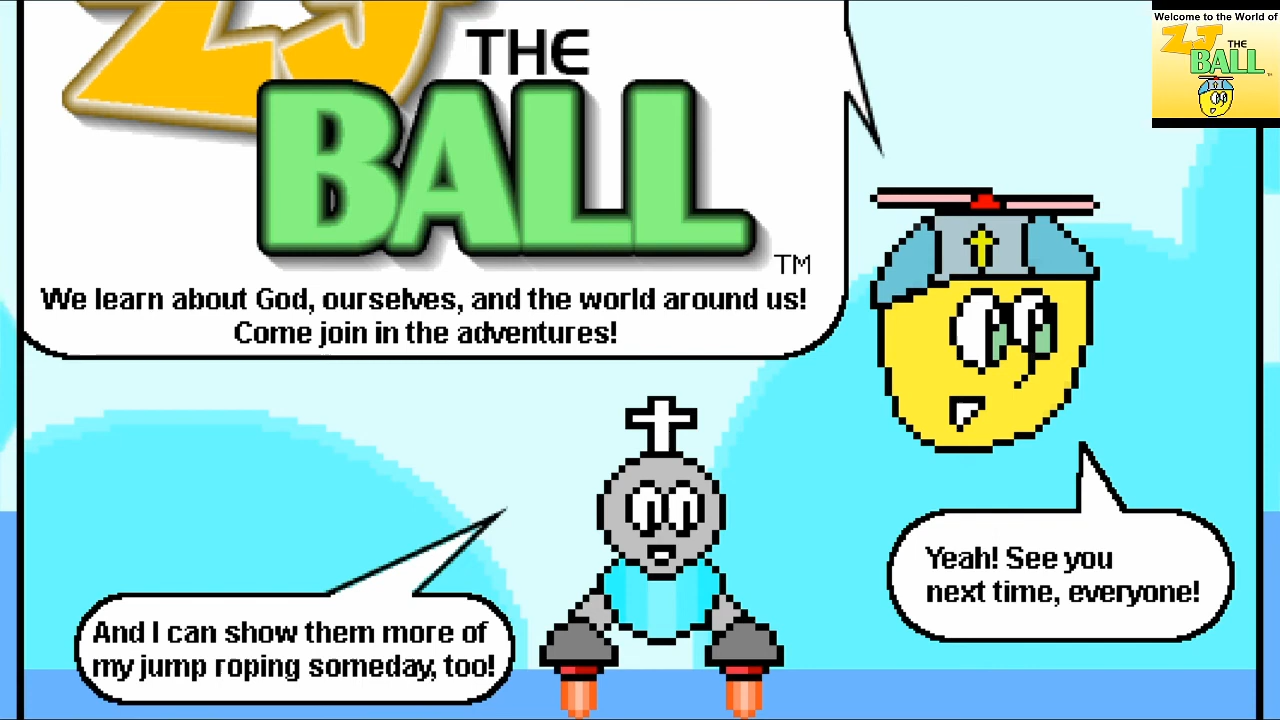 Welcome to the World of
ZJ THE
BALL
TM
ZJ
THE
BALL
TM
We learn about God, ourselves, and the world around us!
Come join in the adventures!
Yeah! See you
next time, everyone!
And I can show them more of
my jump roping someday, too!